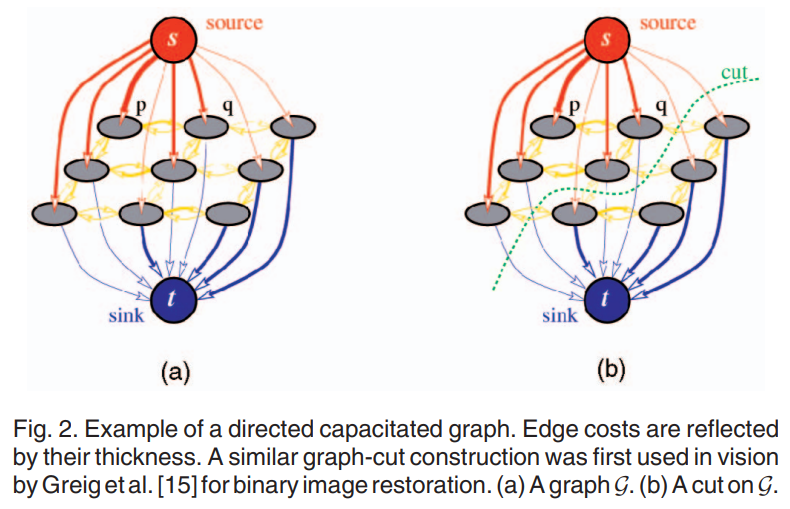 source
s
p
q
t
sink
(a)
source
s
cut
p
q
t
sink
(b)
Fig. 2. Example of a directed capacitated graph. Edge costs are reflected
by their thickness. A similar graph-cut construction was first used in vision
by Greig et al. [15] for binary image restoration. (a) A graph 𝒢. (b) A cut on 𝒢.